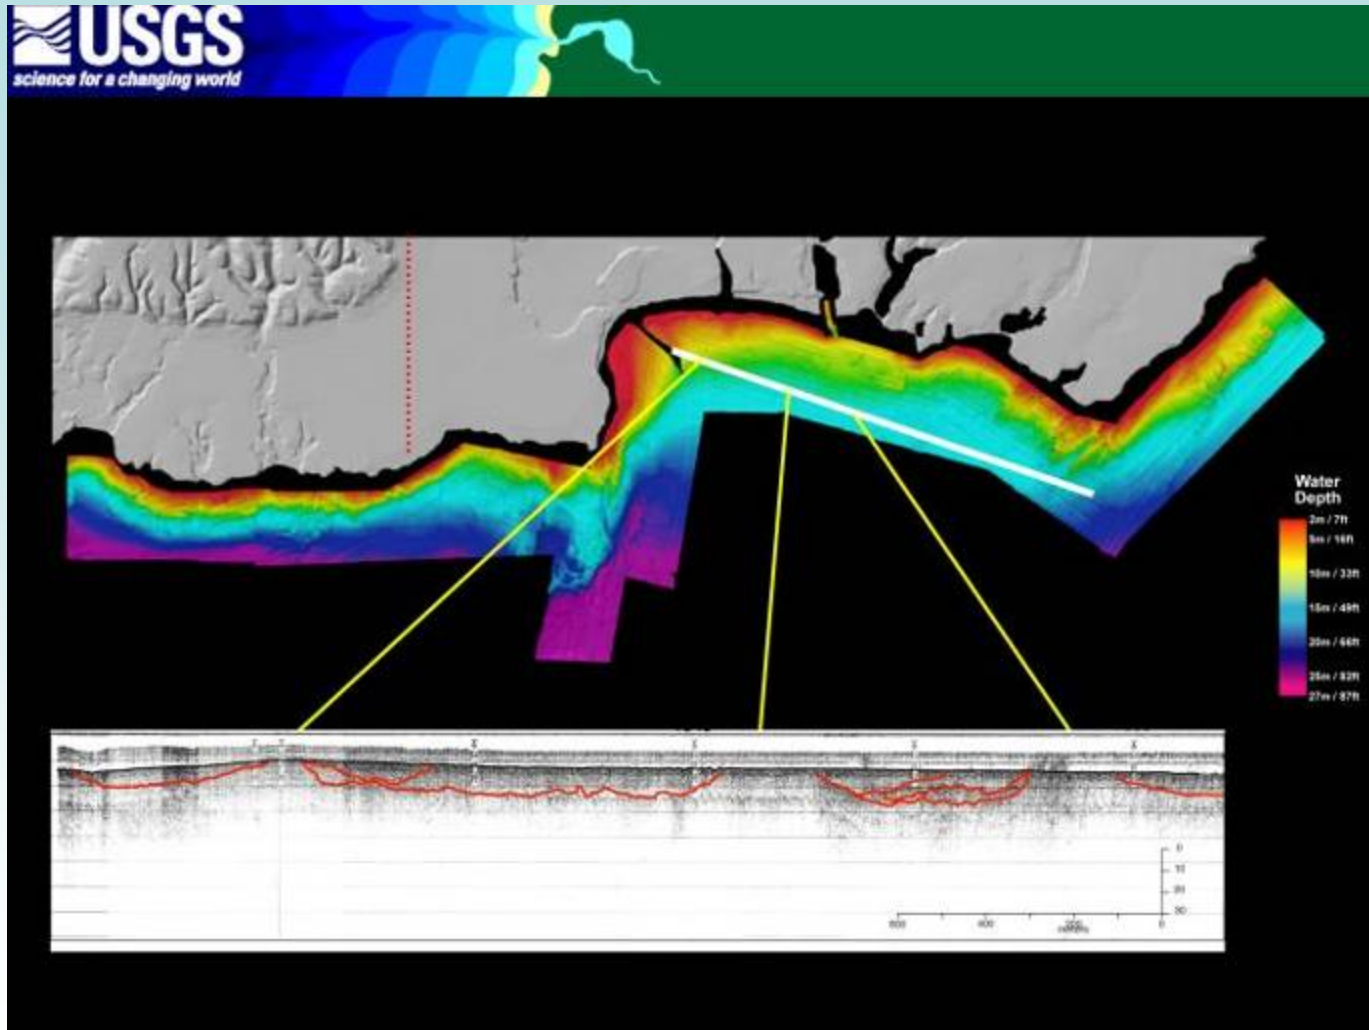 USGS
science for a changing world
Water
Depth
2m / 7ft
5m / 16ft
10m / 33ft
15m / 49ft
20m / 66ft
25m / 82ft
27m / 87ft
0
10
20
30
600
400
0